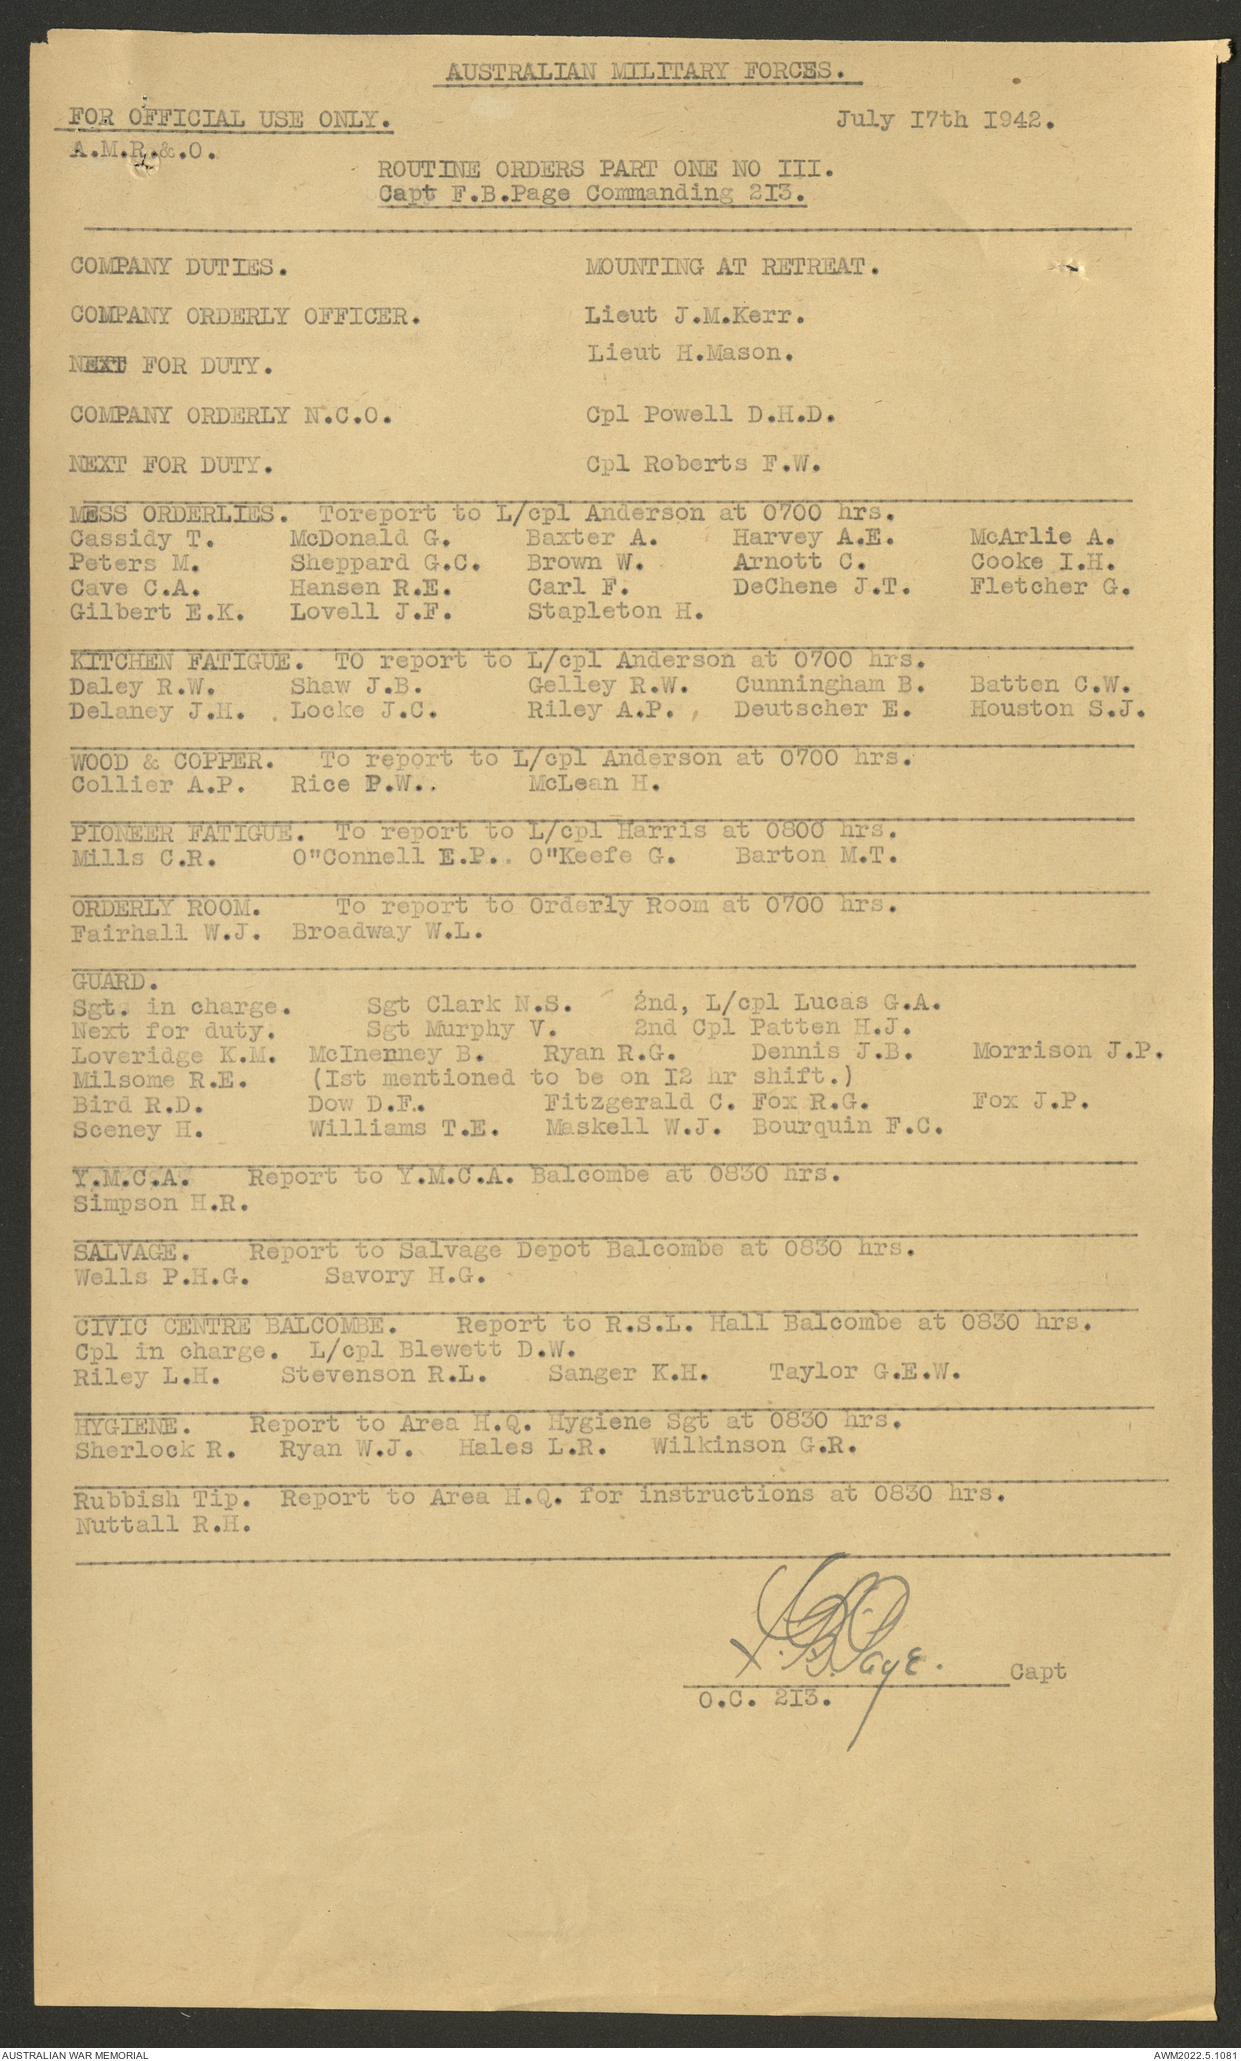 AUSTRALIAN MILITARY FORCES.
FOR OFFICIAL USE ONLY. July I7th I942.
A.M.R.&.O.
ROUTINE ORDERS PART ONE NO III.
Capt F.B.Page Commanding 2I3.
COMPANY DUTIES. MOUNTING AT RETREAT.
COMPANY ORDERLY OFFICER. Lieut J.M.Kerr.
NEXT FOR DUTY. Lieut H.Mason.
COMPANY ORDERLY N.C.O. Cpl Powell D.H.D.
NEXT FOR DUTY. Cpl Roberts F.W.
MESS ORDERLIES. Toreport to L/cpl Anderson at 0700 hrs.
Cassidy T. McDonald G. Baxter A. Harvey A.E. McArlie A.
Peters M. Sheppard G.C. Brown W. Arnott C. Cooke I.H.
Cave C.A. Hansen R.E. Carl F. DeChene J.T. Fletcher G.
Gilbert E.K. Lovell J.F. Stapleton H.
KITCHEN FATIGUE. TO report to L/cpl Anderson at 0700 hrs.
Daley R.W. Shaw J.B. Gelley R.W. Cunningham B. Batten C.W.
Delaney J.H. Locke J.C. Riley A.P. Deutscher E. Houston S.J.
WOOD & COPPER. To report to L/cpl Anderson at 0700 hrs.
Collier A.P. Rice P.W.. McLean H.
PIONEER FATIGUE. To report to L/cpl Harris at 0800 hrs.
Mills C.R. O"Connell E.P.. O"Keefe G. Barton M.T.
ORDERLY ROOM. To report to Orderly Room at 0700 hrs.
Fairhall W.J. Broadway W.L.
GUARD.
Sgt. in charge. Sgt Clark N.S. 2nd, L/cpl Lucas G.A.
Next for duty. Sgt Murphy V. 2nd Cpl Patten H.J.
Loveridge K.M. McInenney B. Ryan R.G. Dennis J.B. Morrison J.P.
Milsome R.E. (Ist mentioned to be on I2 hr shift.)
Bird R.D. Dow D.F.. Fitzgerald C. Fox R.G. Fox J.P.
Sceney H. Williams T.E. Maskell W.J. Bourquin F.C.
Y.M.C.A. Report to Y.M.C.A. Balcombe at 0830 hrs.
Simpson H.R.
SALVAGE. Report to Salvage Depot Balcombe at 0830 hrs.
Wells P.H.G. Savory H.G.
CIVIC CENTRE BALCOMBE. Report to R.S.L. Hall Balcombe at 0830 hrs.
Cpl in charge. L/cpl Blewett D.W.
Riley L.H. Stevenson R.L. Sanger K.H. Taylor G.E.W.
HYGIENE. Report to Area H.Q. Hygiene Sgt at 0830 hrs.
Sherlock R. Ryan W.J. Hales L.R. Wilkinson G.R.
Rubbish Tip. Report to Area H.Q. for instructions at 0830 hrs.
Nuttall R.H.
F.B.Page. Capt
O.C. 2I3.
AUSTRALIAN WAR MEMORIAL AWM2022.5.1081